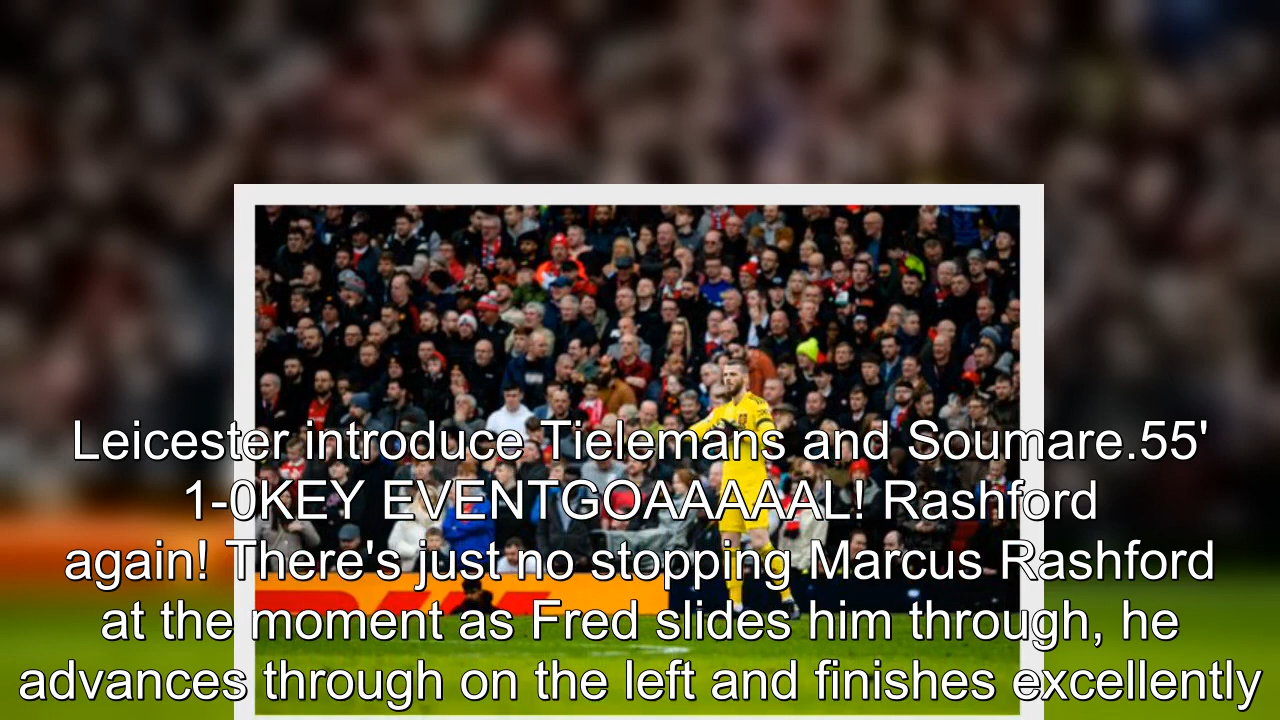 Leicester introduce Tielemans and Soumare.55'
1-0KEY EVENTGOAAAAAL! Rashford
again! There's just no stopping Marcus Rashford
at the moment as Fred slides him through, he
advances through on the left and finishes excellently